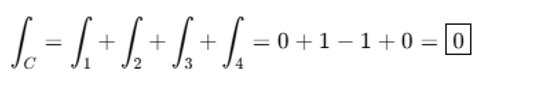 ∫_C = ∫_1 + ∫_2 + ∫_3 + ∫_4 = 0 + 1 − 1 + 0 = 0